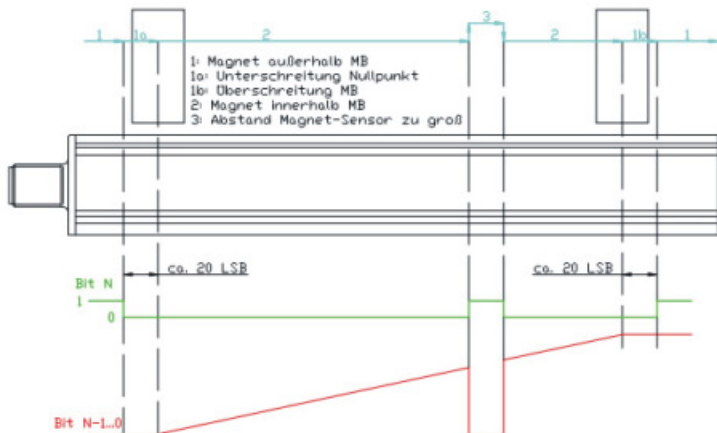 1 1a 2 3 2 1b 1
1: Magnet außerhalb MB
1a: Unterschreitung Nullpunkt
1b: Überschreitung MB
2: Magnet innerhalb MB
3: Abstand Magnet-Sensor zu groß
ca. 20 LSB ca. 20 LSB
Bit N
1
0
Bit N-1...0